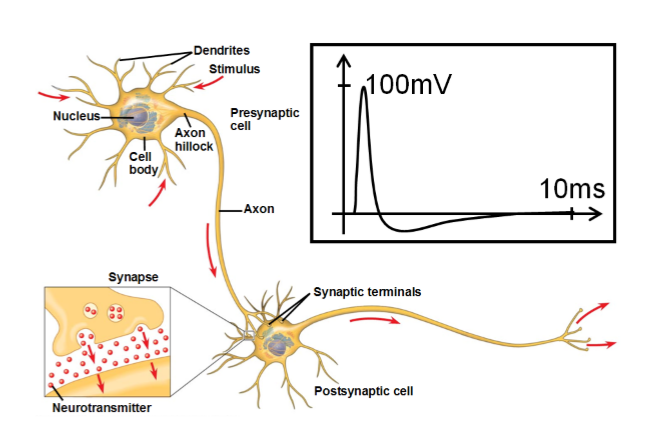 Dendrites
Stimulus
100mV
Nucleus
Presynaptic
cell
Axon
hillock
Cell
body
10ms
Axon
Synapse
Synaptic terminals
Postsynaptic cell
Neurotransmitter